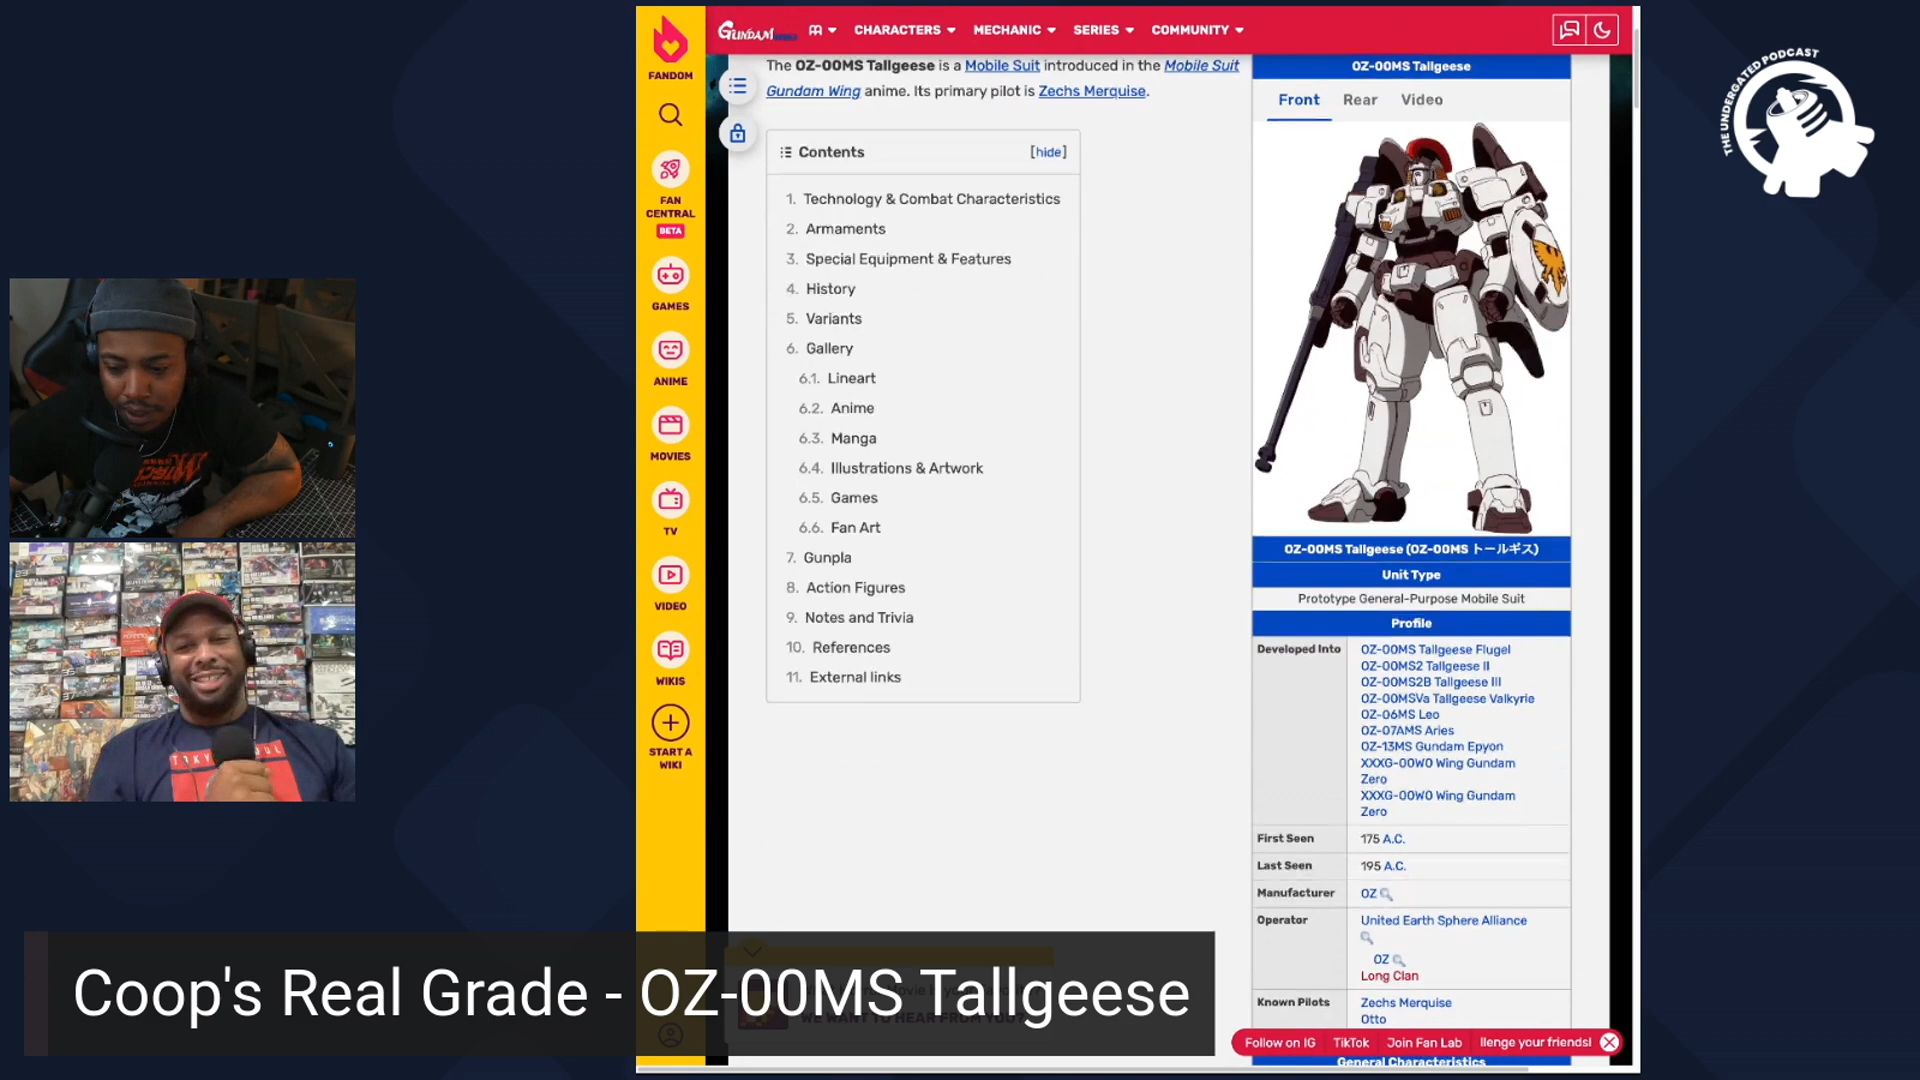 FANDOM
FAN
CENTRAL
BETA
GAMES
ANIME
MOVIES
TV
VIDEO
WIKIS
START A
WIKI
GUNDAM
CHARACTERS
MECHANIC
SERIES
COMMUNITY
The OZ-00MS Tallgeese is a Mobile Suit introduced in the Mobile Suit
Gundam Wing anime. Its primary pilot is Zechs Merquise.
Contents [hide]
1. Technology & Combat Characteristics
2. Armaments
3. Special Equipment & Features
4. History
5. Variants
6. Gallery
6.1. Lineart
6.2. Anime
6.3. Manga
6.4. Illustrations & Artwork
6.5. Games
6.6. Fan Art
7. Gunpla
8. Action Figures
9. Notes and Trivia
10. References
11. External links
OZ-00MS Tallgeese
Front Rear Video
OZ-00MS Tallgeese (OZ-00MS トールギス)
Unit Type
Prototype General-Purpose Mobile Suit
Profile
Developed Into
OZ-00MS Tallgeese Flugel
OZ-00MS2 Tallgeese II
OZ-00MS2B Tallgeese III
OZ-00MSVa Tallgeese Valkyrie
OZ-06MS Leo
OZ-07AMS Aries
OZ-13MS Gundam Epyon
XXXG-00W0 Wing Gundam
Zero
XXXG-00W0 Wing Gundam
Zero
First Seen 175 A.C.
Last Seen 195 A.C.
Manufacturer OZ
Operator United Earth Sphere Alliance
OZ
Long Clan
Known Pilots Zechs Merquise
Otto
General Characteristics
Follow on IG TikTok Join Fan Lab llenge your friends!
WE WANT TO HEAR FROM YOU
Coop's Real Grade - OZ-00MS Tallgeese
THE UNDERGATED PODCAST